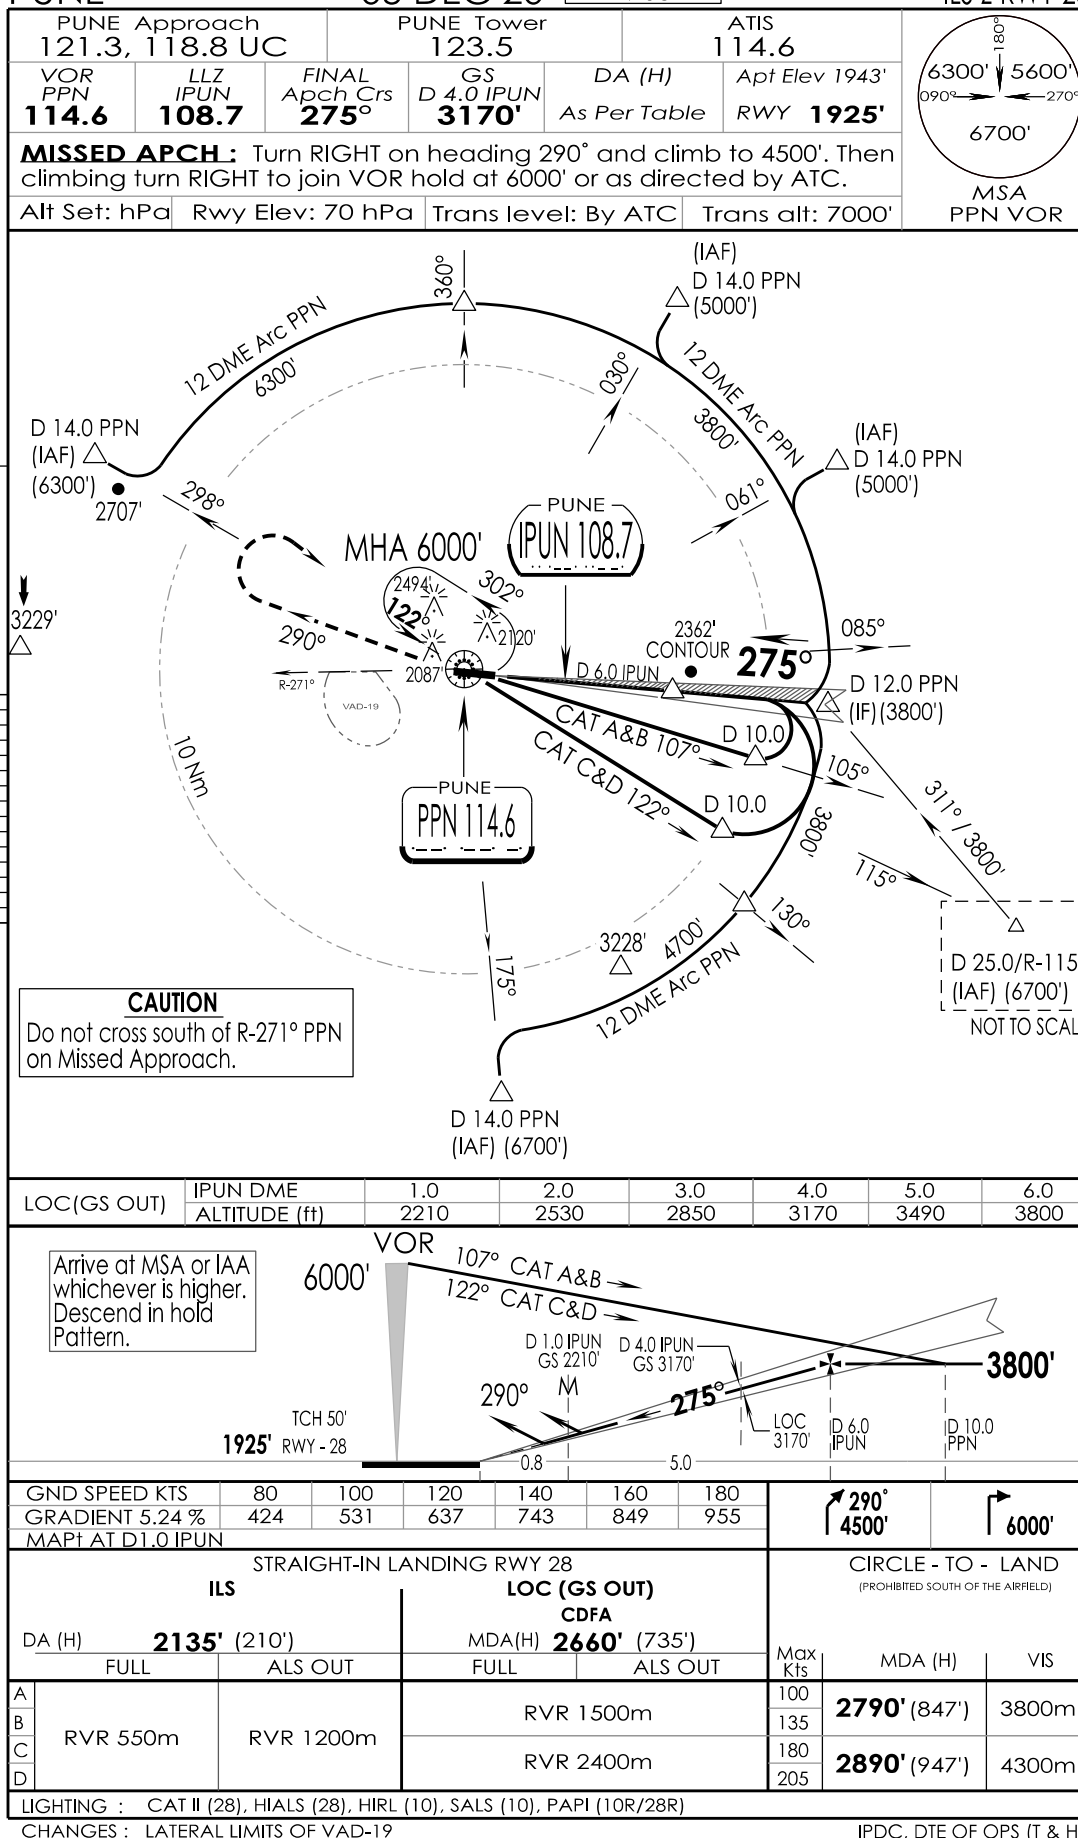 PUNE Approach PUNE Tower ATIS
121.3, 118.8 UC 123.5 114.6
VOR PPN 114.6
LLZ IPUN 108.7
FINAL Apch Crs 275°
GS D 4.0 IPUN 3170'
DA (H) As Per Table
Apt Elev 1943'
RWY 1925'
180°
6300' 5600'
090° 270°
6700'
MSA
PPN VOR
MISSED APCH : Turn RIGHT on heading 290° and climb to 4500'. Then
climbing turn RIGHT to join VOR hold at 6000' or as directed by ATC.
Alt Set: hPa Rwy Elev: 70 hPa Trans level: By ATC Trans alt: 7000'
(IAF)
D 14.0 PPN
(5000')
360°
12 DME Arc PPN
6300'
030°
12 DME Arc PPN
3800'
D 14.0 PPN
(IAF)
(6300')
2707'
298°
(IAF)
D 14.0 PPN
(5000')
061°
PUNE
IPUN 108.7
MHA 6000'
2494'
302°
122°
2120'
2087'
3229'
290°
R-271°
VAD-19
2362'
CONTOUR
275°
085°
D 6.0 IPUN
D 12.0 PPN
(IF) (3800')
CAT A&B 107°
D 10.0
CAT C&D 122°
D 10.0
105°
3800'
311° / 3800'
115°
10 Nm
PUNE
PPN 114.6
130°
3228'
4700'
12 DME Arc PPN
175°
D 25.0/R-115
(IAF) (6700')
NOT TO SCAL
CAUTION
Do not cross south of R-271° PPN
on Missed Approach.
D 14.0 PPN
(IAF) (6700')
LOC(GS OUT) IPUN DME 1.0 2.0 3.0 4.0 5.0 6.0
ALTITUDE (ft) 2210 2530 2850 3170 3490 3800
Arrive at MSA or IAA
whichever is higher.
Descend in hold
Pattern.
VOR
6000'
107° CAT A&B
122° CAT C&D
D 1.0 IPUN
GS 2210'
D 4.0 IPUN
GS 3170'
3800'
290°
M
275°
TCH 50'
1925' RWY - 28
LOC
3170'
D 6.0
IPUN
D 10.0
PPN
0.8 5.0
GND SPEED KTS 80 100 120 140 160 180
GRADIENT 5.24 % 424 531 637 743 849 955
MAPt AT D1.0 IPUN
290°
4500'
6000'
STRAIGHT-IN LANDING RWY 28
CIRCLE - TO - LAND
(PROHIBITED SOUTH OF THE AIRFIELD)
ILS LOC (GS OUT)
CDFA
DA (H) 2135' (210') MDA(H) 2660' (735')
FULL ALS OUT FULL ALS OUT Max Kts MDA (H) VIS
A 100
B 135
C 180
D 205
RVR 550m RVR 1200m
RVR 1500m 2790' (847') 3800m
RVR 2400m 2890' (947') 4300m
LIGHTING : CAT II (28), HIALS (28), HIRL (10), SALS (10), PAPI (10R/28R)
CHANGES : LATERAL LIMITS OF VAD-19 IPDC, DTE OF OPS (T & H